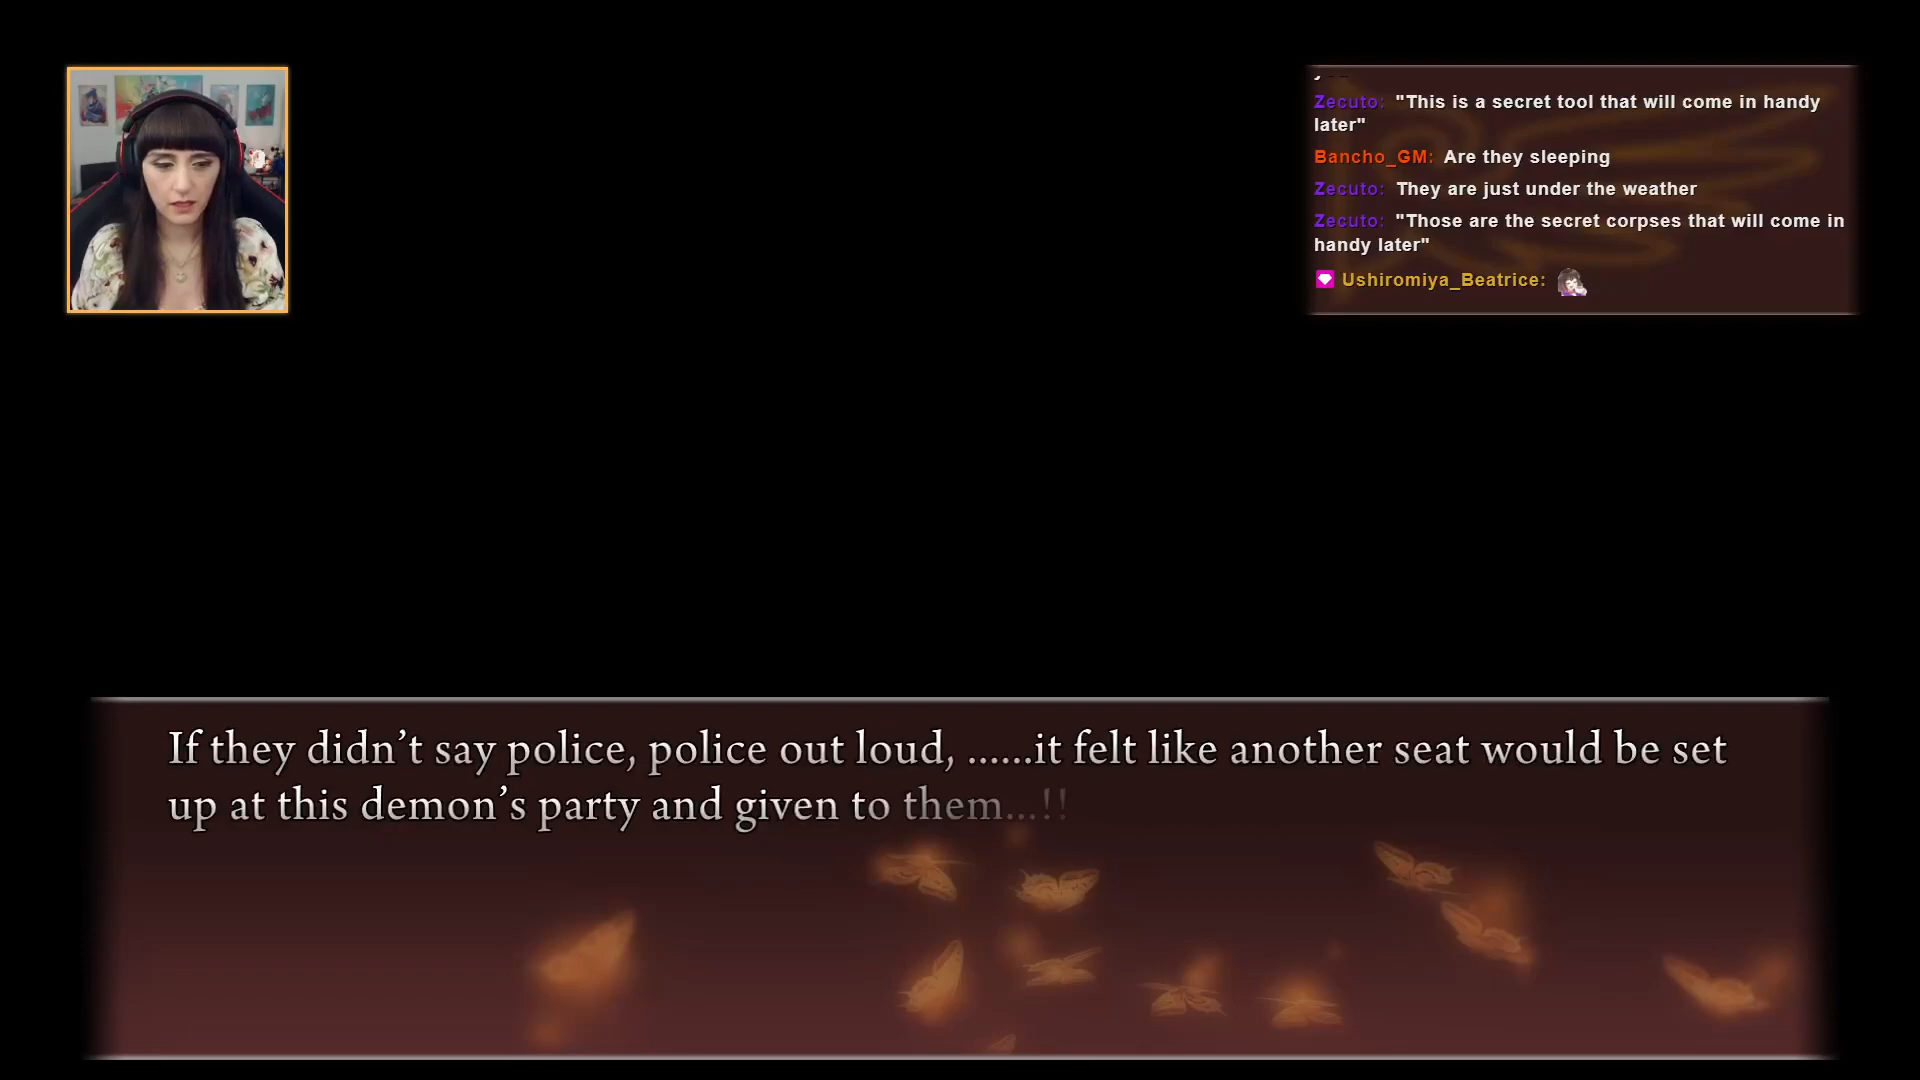 Zecuto: "This is a secret tool that will come in handy
later"
Bancho_GM: Are they sleeping
Zecuto: They are just under the weather
Zecuto: "Those are the secret corpses that will come in
handy later"
Ushiromiya_Beatrice:
If they didn’t say police, police out loud, ......it felt like another seat would be set
up at this demon’s party and given to them...!!